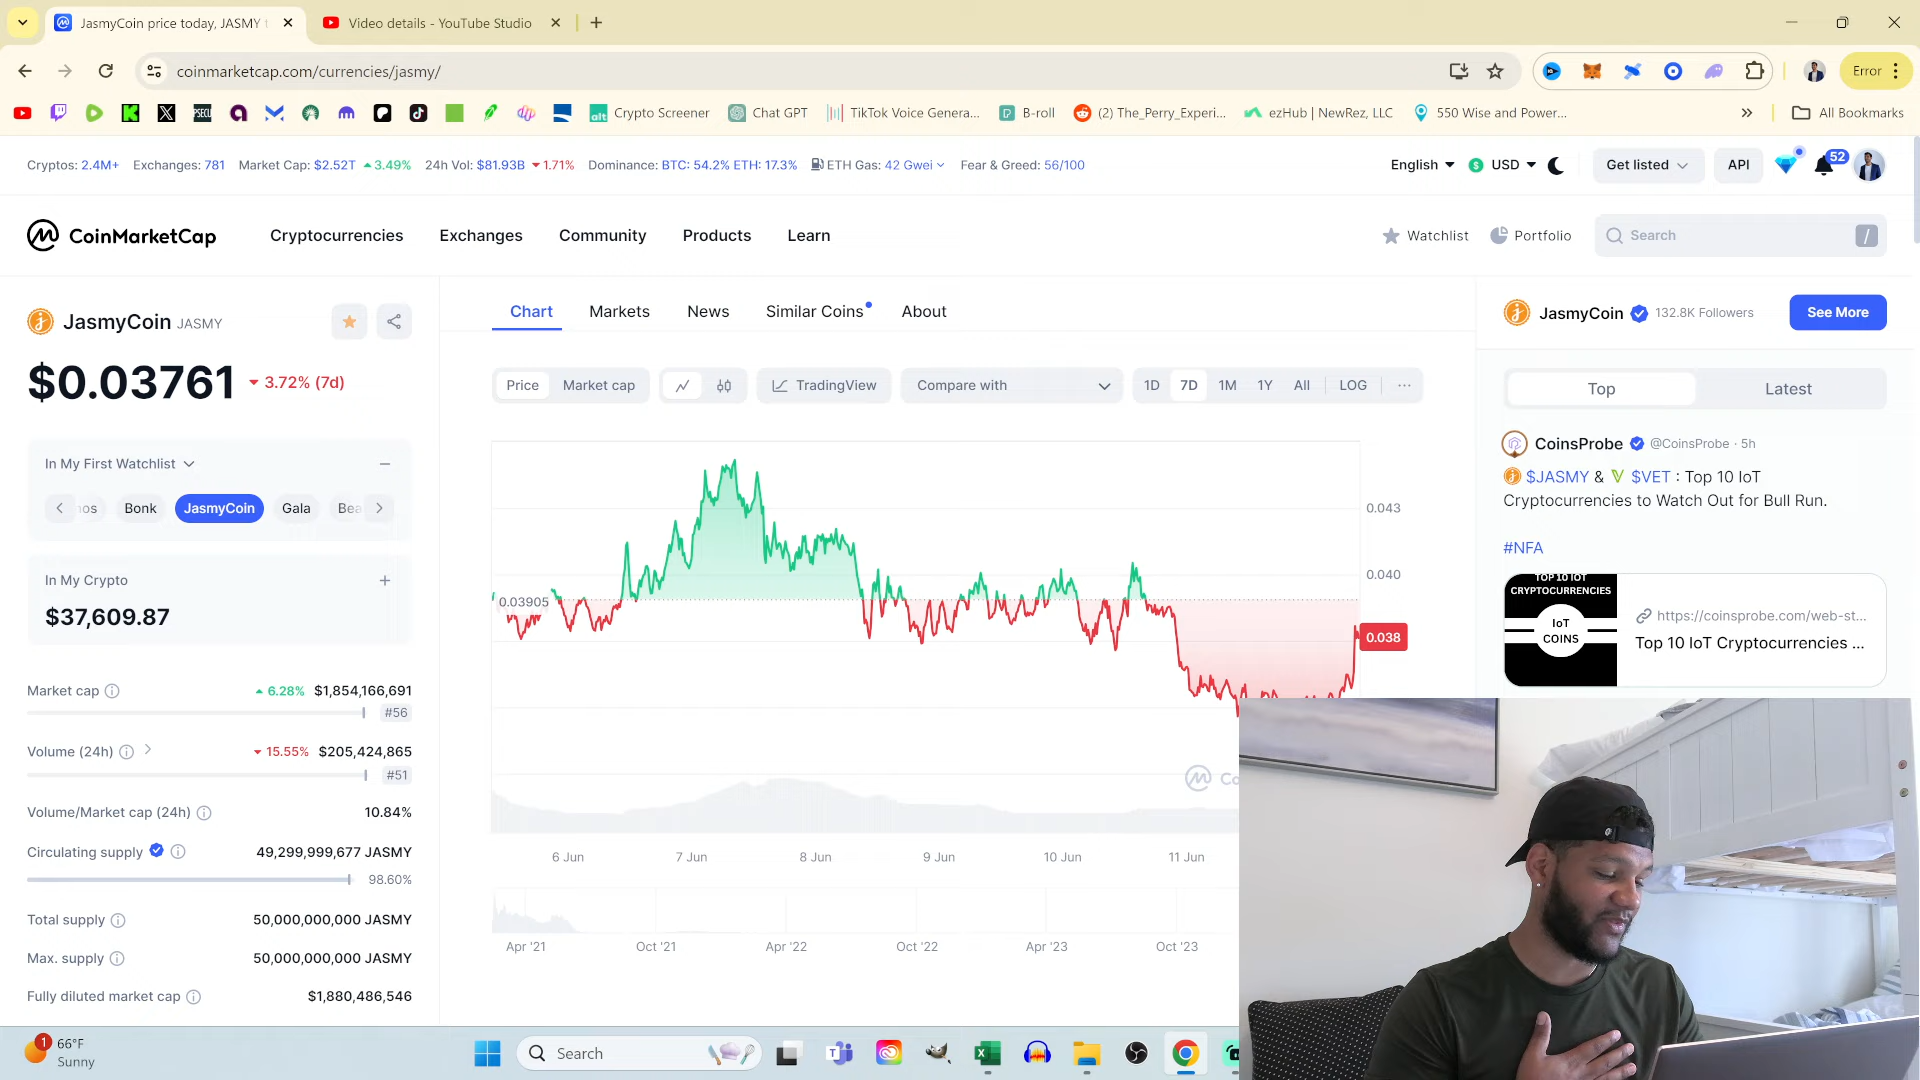 JasmyCoin price today, JASMY t
Video details - YouTube Studio
coinmarketcap.com/currencies/jasmy/
Error
Crypto Screener
Chat GPT
TikTok Voice Genera...
B-roll
(2) The_Perry_Experi...
ezHub | NewRez, LLC
550 Wise and Power...
All Bookmarks
Cryptos: 2.4M+ Exchanges: 781 Market Cap: $2.52T 3.49% 24h Vol: $81.93B 1.71% Dominance: BTC: 54.2% ETH: 17.3% ETH Gas: 42 Gwei Fear & Greed: 56/100
English USD Get listed API 52
CoinMarketCap Cryptocurrencies Exchanges Community Products Learn
Watchlist Portfolio Search /
JasmyCoin JASMY
$0.03761 3.72% (7d)
In My First Watchlist
nos Bonk JasmyCoin Gala Bea
In My Crypto +
$37,609.87
Market cap 6.28% $1,854,166,691
#56
Volume (24h) 15.55% $205,424,865
#51
Volume/Market cap (24h) 10.84%
Circulating supply 49,299,999,677 JASMY
98.60%
Total supply 50,000,000,000 JASMY
Max. supply 50,000,000,000 JASMY
Fully diluted market cap $1,880,486,546
Chart Markets News Similar Coins About
Price Market cap TradingView Compare with 1D 7D 1M 1Y All LOG ...
0.043
0.040
0.03905
0.038
Co
6 Jun 7 Jun 8 Jun 9 Jun 10 Jun 11 Jun
Apr '21 Oct '21 Apr '22 Oct '22 Apr '23 Oct '23
JasmyCoin 132.8K Followers See More
Top Latest
CoinsProbe @CoinsProbe · 5h
$JASMY & $VET : Top 10 IoT
Cryptocurrencies to Watch Out for Bull Run.
#NFA
TOP 10 IOT
CRYPTOCURRENCIES
IoT
COINS
https://coinsprobe.com/web-st...
Top 10 IoT Cryptocurrencies ...
1
66°F
Sunny
Search